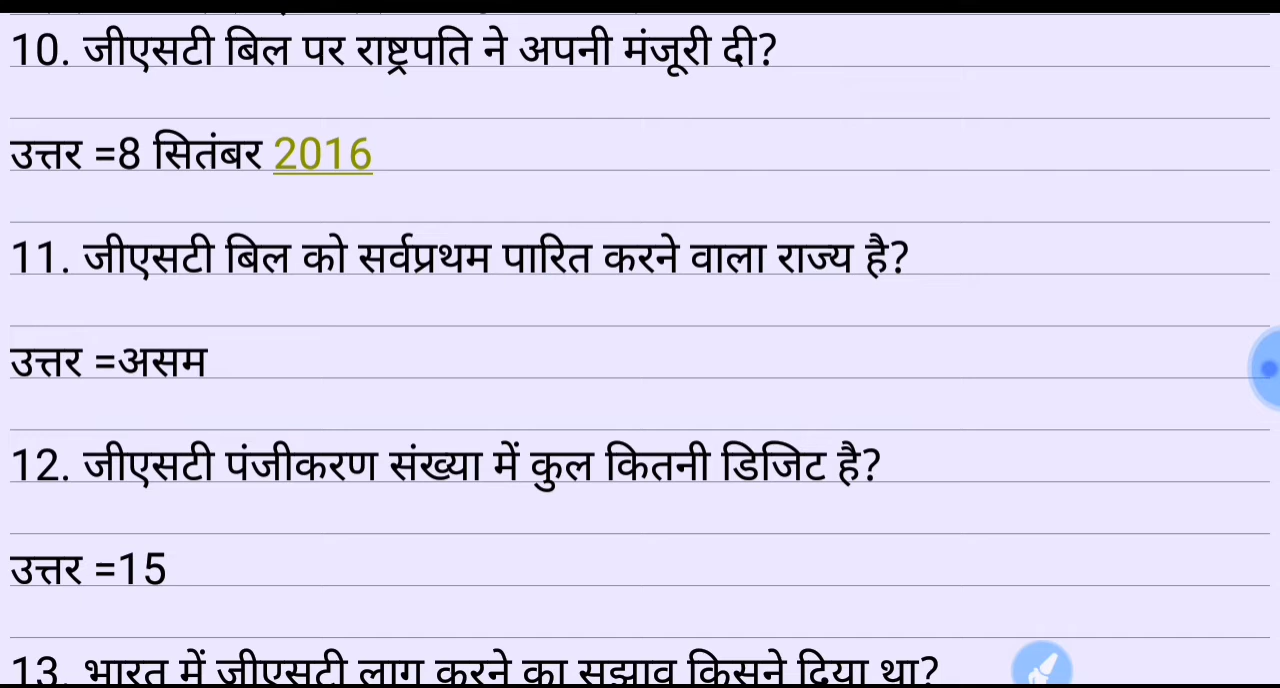 10. जीएसटी बिल पर राष्ट्रपति ने अपनी मंजूरी दी?
उत्तर =8 सितंबर 2016
11. जीएसटी बिल को सर्वप्रथम पारित करने वाला राज्य है?
उत्तर =असम
12. जीएसटी पंजीकरण संख्या में कुल कितनी डिजिट है?
उत्तर =15
13. भारत में जीएसटी लागू करने का सुझाव किसने दिया था?